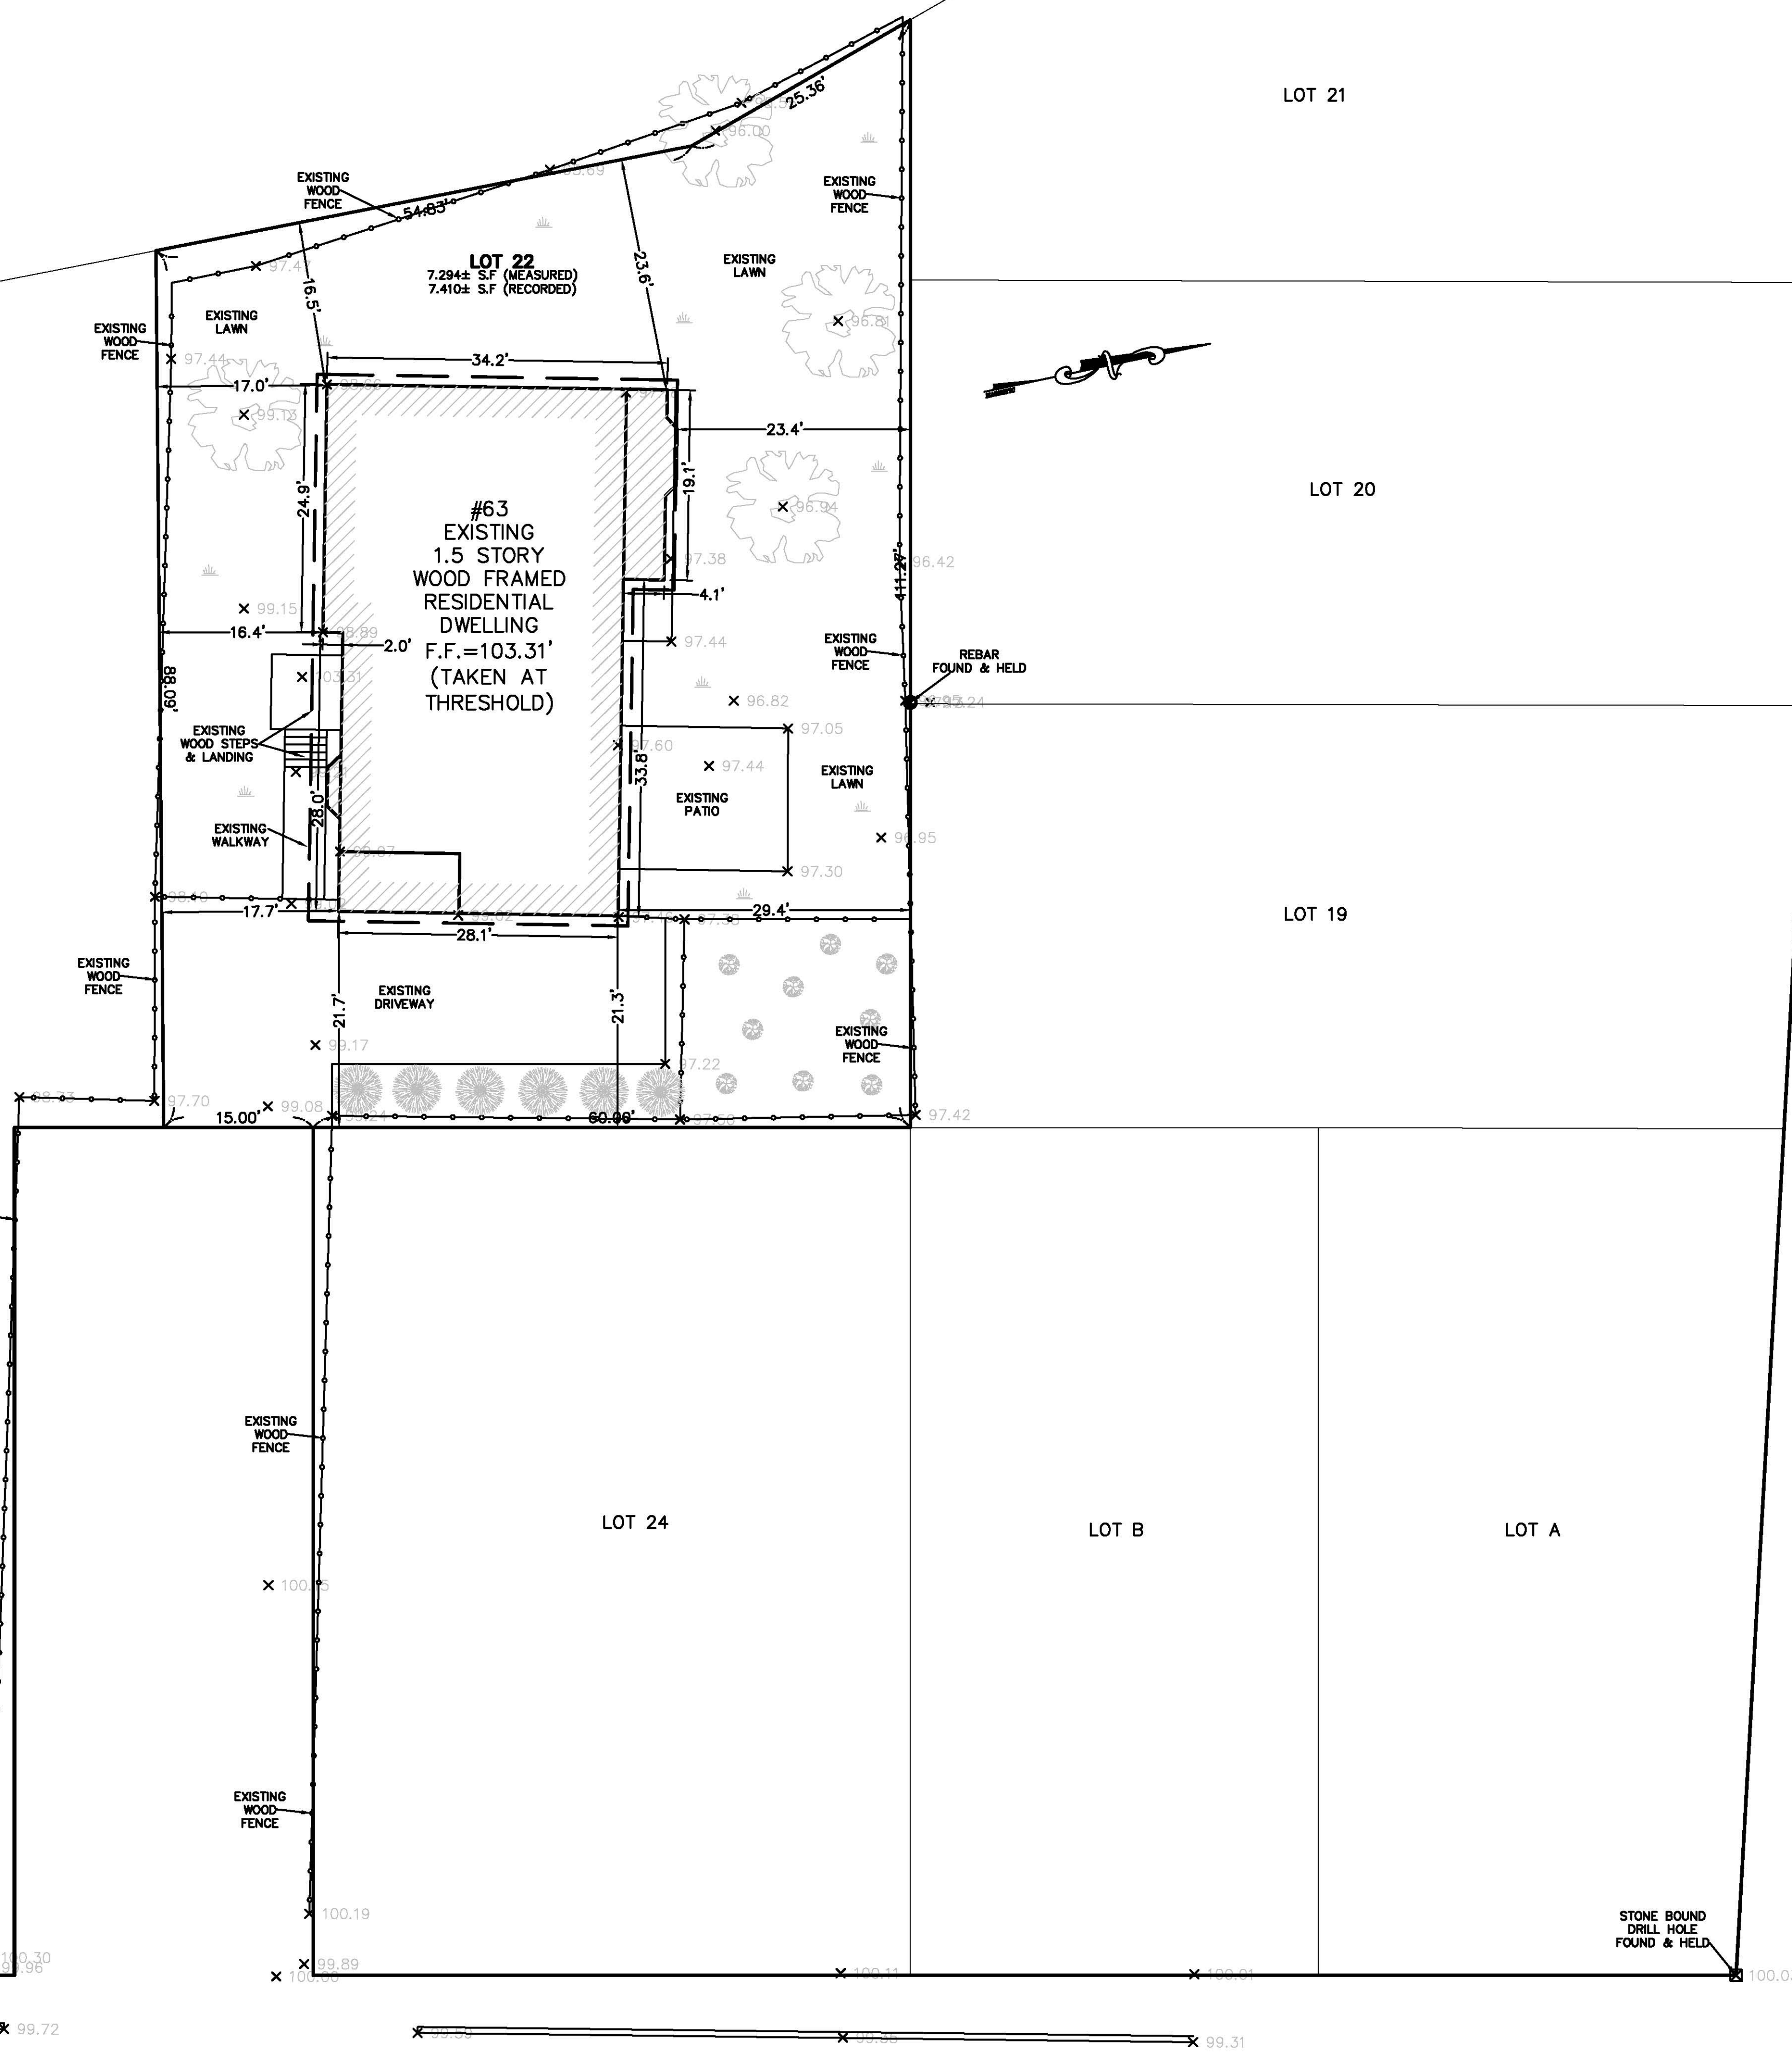 LOT 21
25.36'
96.00
EXISTING
WOOD
FENCE
EXISTING
WOOD
FENCE
54.83'
LOT 22
7.294± S.F (MEASURED)
7.410± S.F (RECORDED)
23.6'
EXISTING
LAWN
97.47
16.5'
EXISTING
LAWN
EXISTING
WOOD
FENCE
96.81
97.44
34.2'
17.0'
99.13
23.4'
24.9'
19.1'
LOT 20
96.94
#63
EXISTING
1.5 STORY
WOOD FRAMED
RESIDENTIAL
DWELLING
F.F.=103.31'
(TAKEN AT
THRESHOLD)
97.38
96.42
4.1'
99.15
16.4'
2.0'
97.44
EXISTING
WOOD
FENCE
REBAR
FOUND & HELD
88.09'
96.82
97.05
EXISTING
WOOD STEPS
& LANDING
97.60
33.8'
97.44
EXISTING
LAWN
28.0'
EXISTING
PATIO
EXISTING
WALKWAY
96.95
97.30
17.7'
28.1'
29.4'
LOT 19
EXISTING
WOOD
FENCE
EXISTING
DRIVEWAY
21.7'
21.3'
99.17
EXISTING
WOOD
FENCE
97.22
97.70
99.08
15.00'
60.00'
97.42
EXISTING
WOOD
FENCE
LOT 24
LOT B
LOT A
EXISTING
WOOD
FENCE
100.19
STONE BOUND
DRILL HOLE
FOUND & HELD
99.89
100.30
99.72
99.31